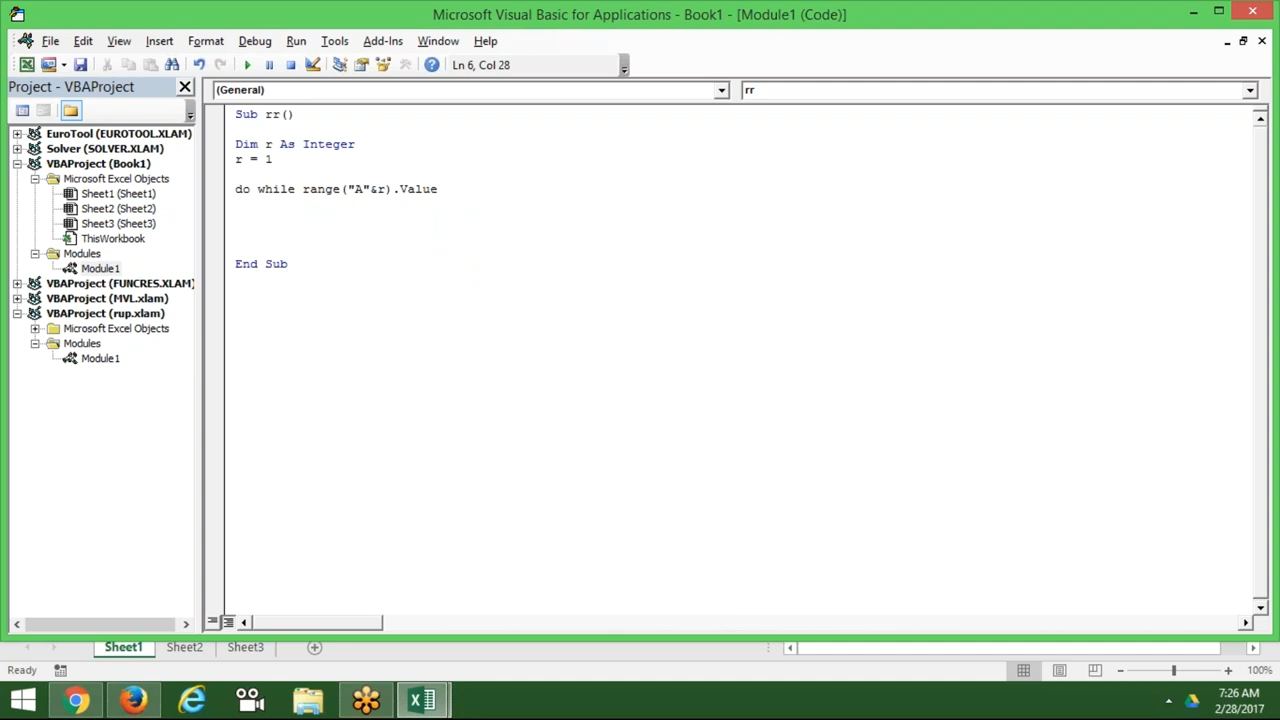 Microsoft Visual Basic for Applications - Book1 - [Module1 (Code)]
File Edit View Insert Format Debug Run Tools Add-Ins Window Help
Ln 6, Col 28
Project - VBAProject
(General)
rr
EuroTool (EUROTOOL.XLAM)
Solver (SOLVER.XLAM)
VBAProject (Book1)
Microsoft Excel Objects
Sheet1 (Sheet1)
Sheet2 (Sheet2)
Sheet3 (Sheet3)
ThisWorkbook
Modules
Module1
VBAProject (FUNCRES.XLAM)
VBAProject (MVL.xlam)
VBAProject (rup.xlam)
Microsoft Excel Objects
Modules
Module1
Sub rr()
Dim r As Integer
r = 1
do while range("A"&r).Value
End Sub
Sheet1 Sheet2 Sheet3
Ready
100%
7:26 AM
2/28/2017